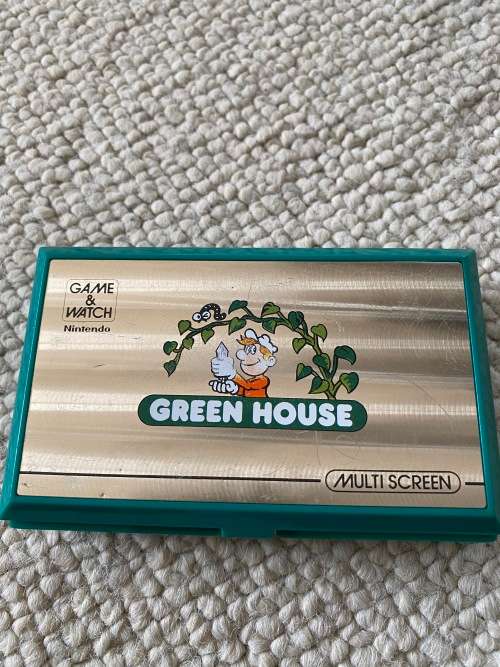 GAME
&
WATCH
Nintendo
GREEN HOUSE
MULTI SCREEN